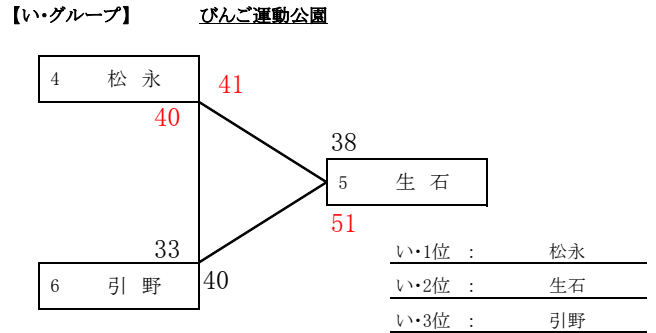 【い・グループ】 びんご運動公園
4 松 永
41
40
38
5 生 石
51
33
6 引 野
40
い・1位 : 松永
い・2位 : 生石
い・3位 : 引野